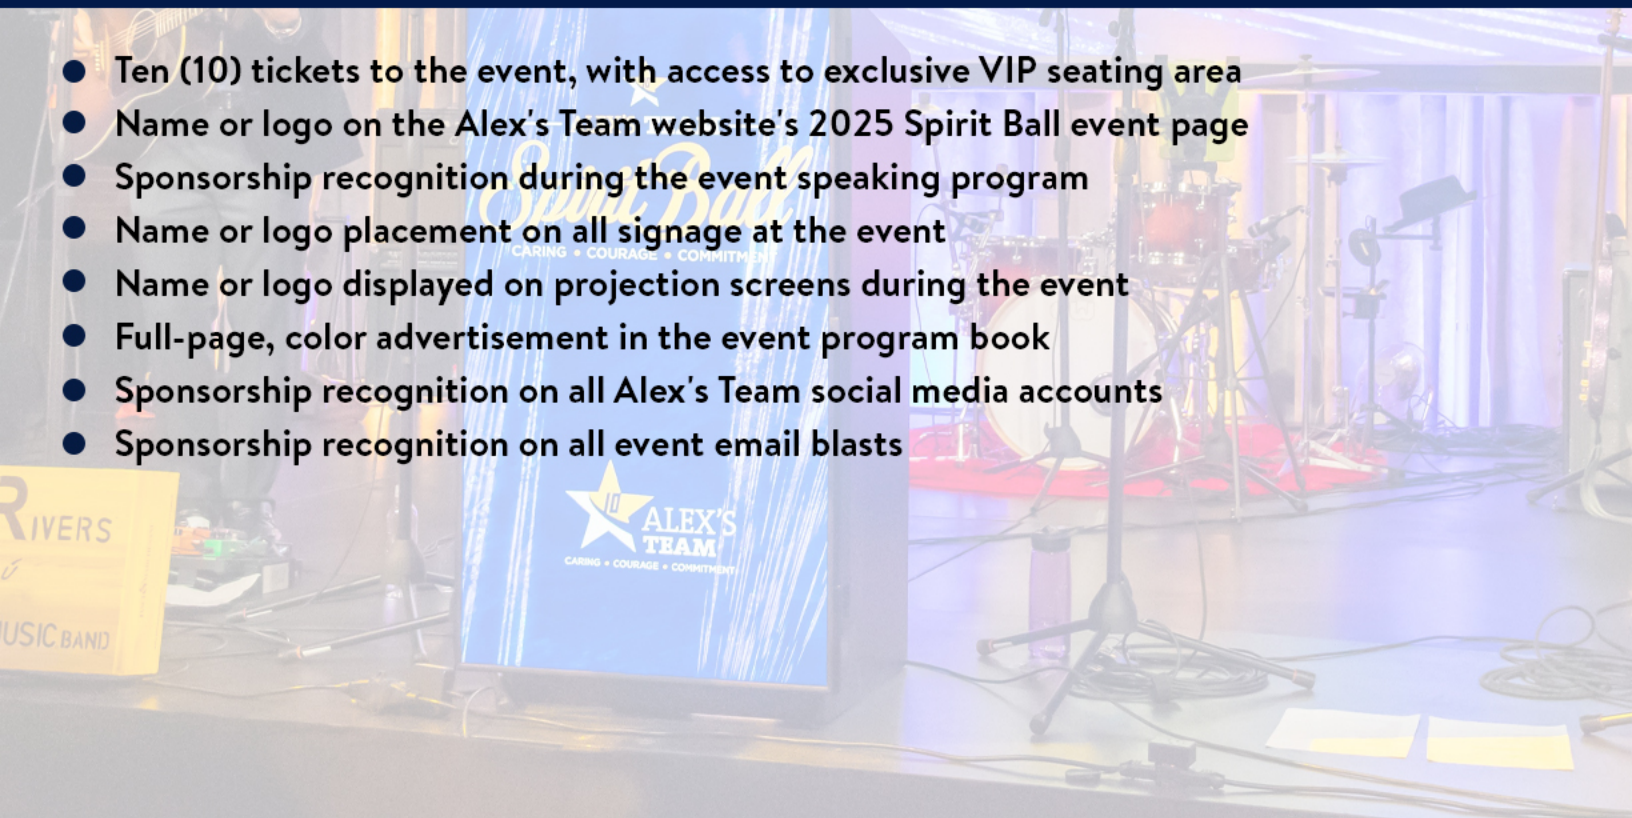 Ten (10) tickets to the event, with access to exclusive VIP seating area
Name or logo on the Alex's Team website's 2025 Spirit Ball event page
Sponsorship recognition during the event speaking program
Name or logo placement on all signage at the event
Name or logo displayed on projection screens during the event
Full-page, color advertisement in the event program book
Sponsorship recognition on all Alex's Team social media accounts
Sponsorship recognition on all event email blasts
Spirit Ball
CARING • COURAGE • COMMITMENT
10
ALEX'S
TEAM
CARING • COURAGE • COMMITMENT
RIVERS
MUSIC BAND